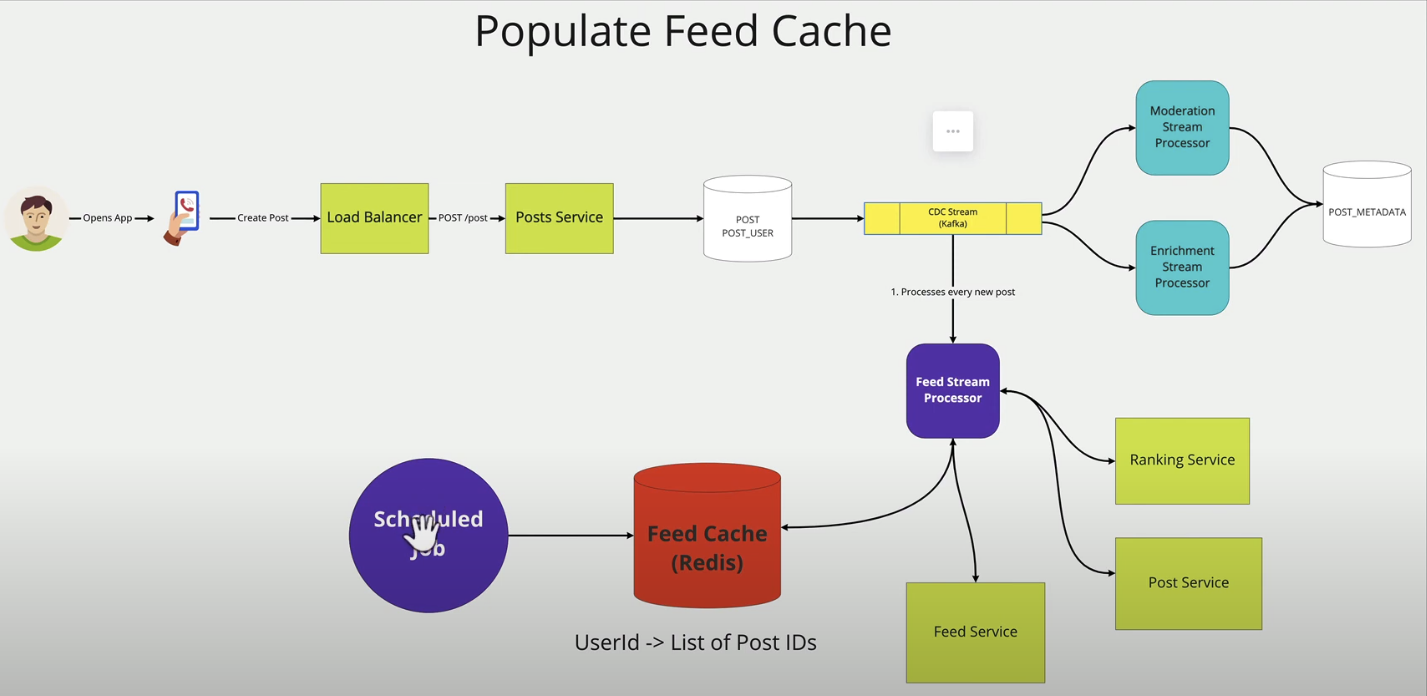 Populate Feed Cache
Opens App
Create Post
Load Balancer
POST /post
Posts Service
POST
POST_USER
CDC Stream
(Kafka)
Moderation
Stream
Processor
Enrichment
Stream
Processor
POST_METADATA
1. Processes every new post
Feed Stream
Processor
Ranking Service
Post Service
Feed Service
Scheduled
Job
Feed Cache
(Redis)
UserId -> List of Post IDs